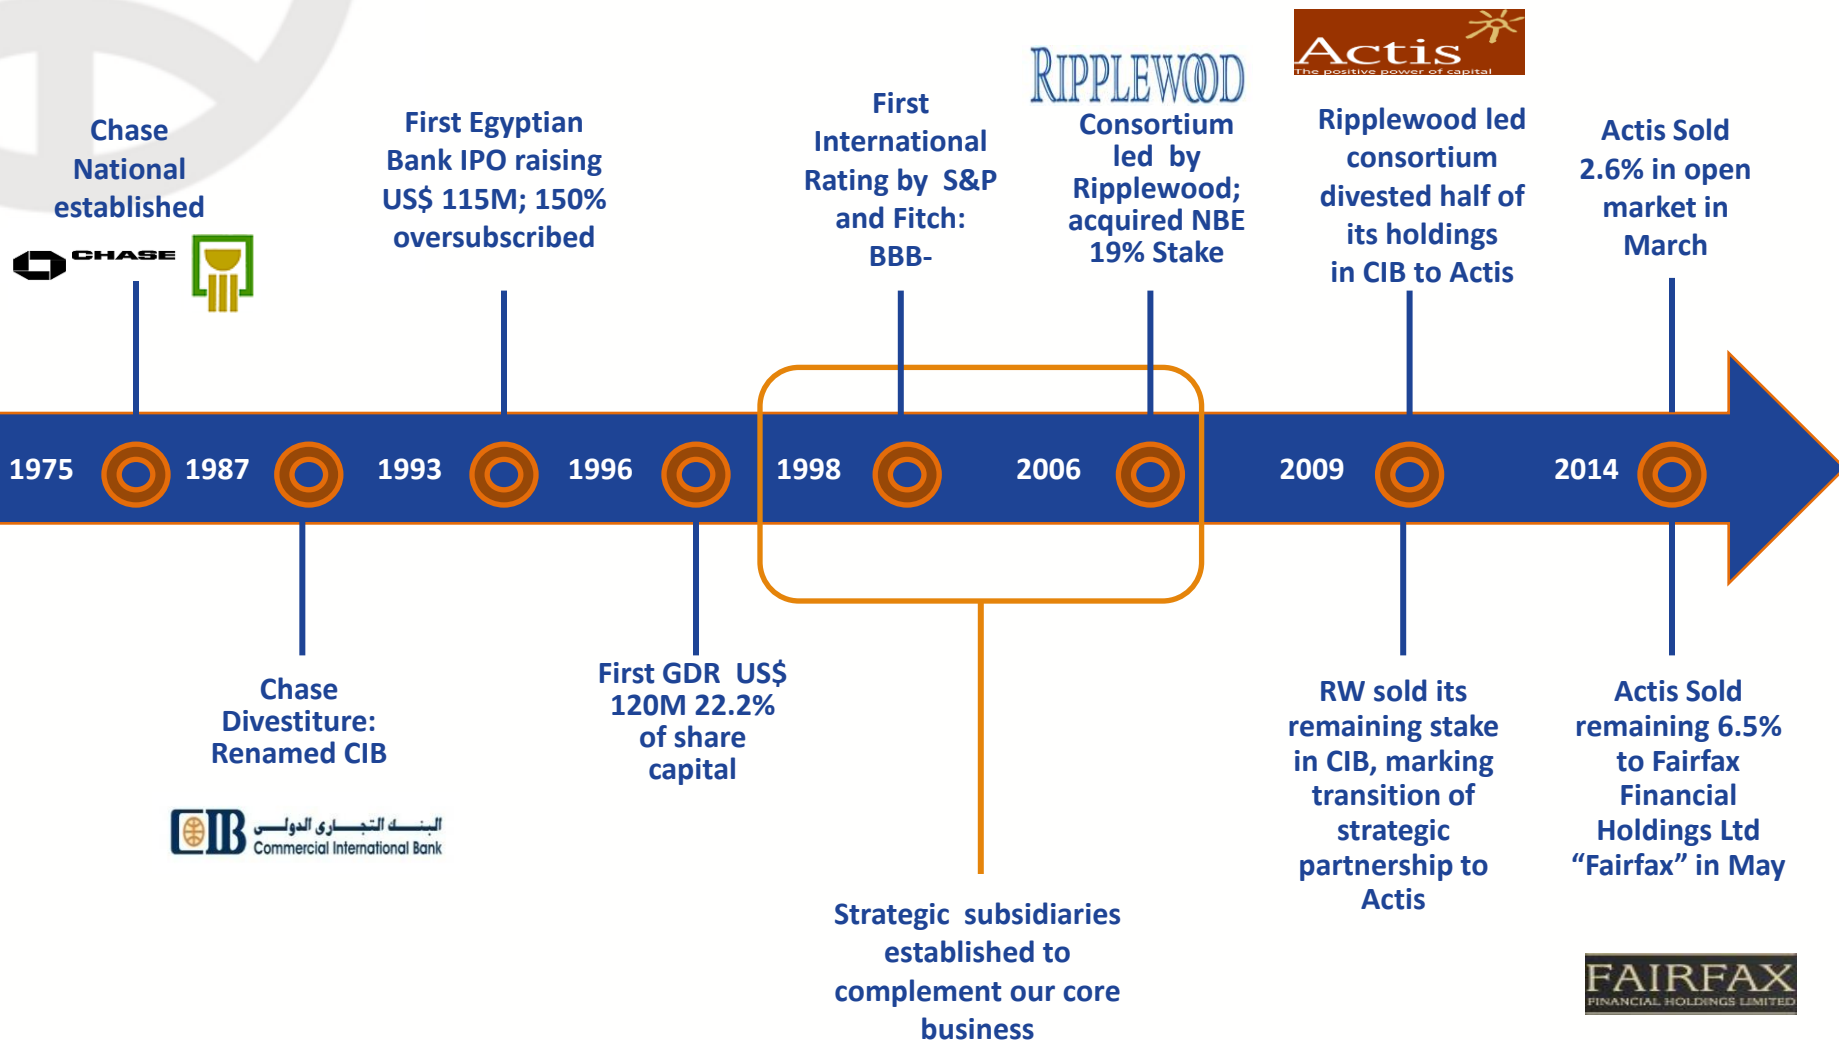 Chase
National
established
CHASE
First Egyptian
Bank IPO raising
US$ 115M; 150%
oversubscribed
First
International
Rating by S&P
and Fitch:
BBB-
RIPPLEWOOD
Consortium
led by
Ripplewood;
acquired NBE
19% Stake
Actis
The positive power of capital
Ripplewood led
consortium
divested half of
its holdings
in CIB to Actis
Actis Sold
2.6% in open
market in
March
1975
1987
1993
1996
1998
2006
2009
2014
Chase
Divestiture:
Renamed CIB
CIB
البنك التجارى الدولى
Commercial International Bank
First GDR US$
120M 22.2%
of share
capital
Strategic subsidiaries
established to
complement our core
business
RW sold its
remaining stake
in CIB, marking
transition of
strategic
partnership to
Actis
Actis Sold
remaining 6.5%
to Fairfax
Financial
Holdings Ltd
“Fairfax” in May
FAIRFAX
FINANCIAL HOLDINGS LIMITED